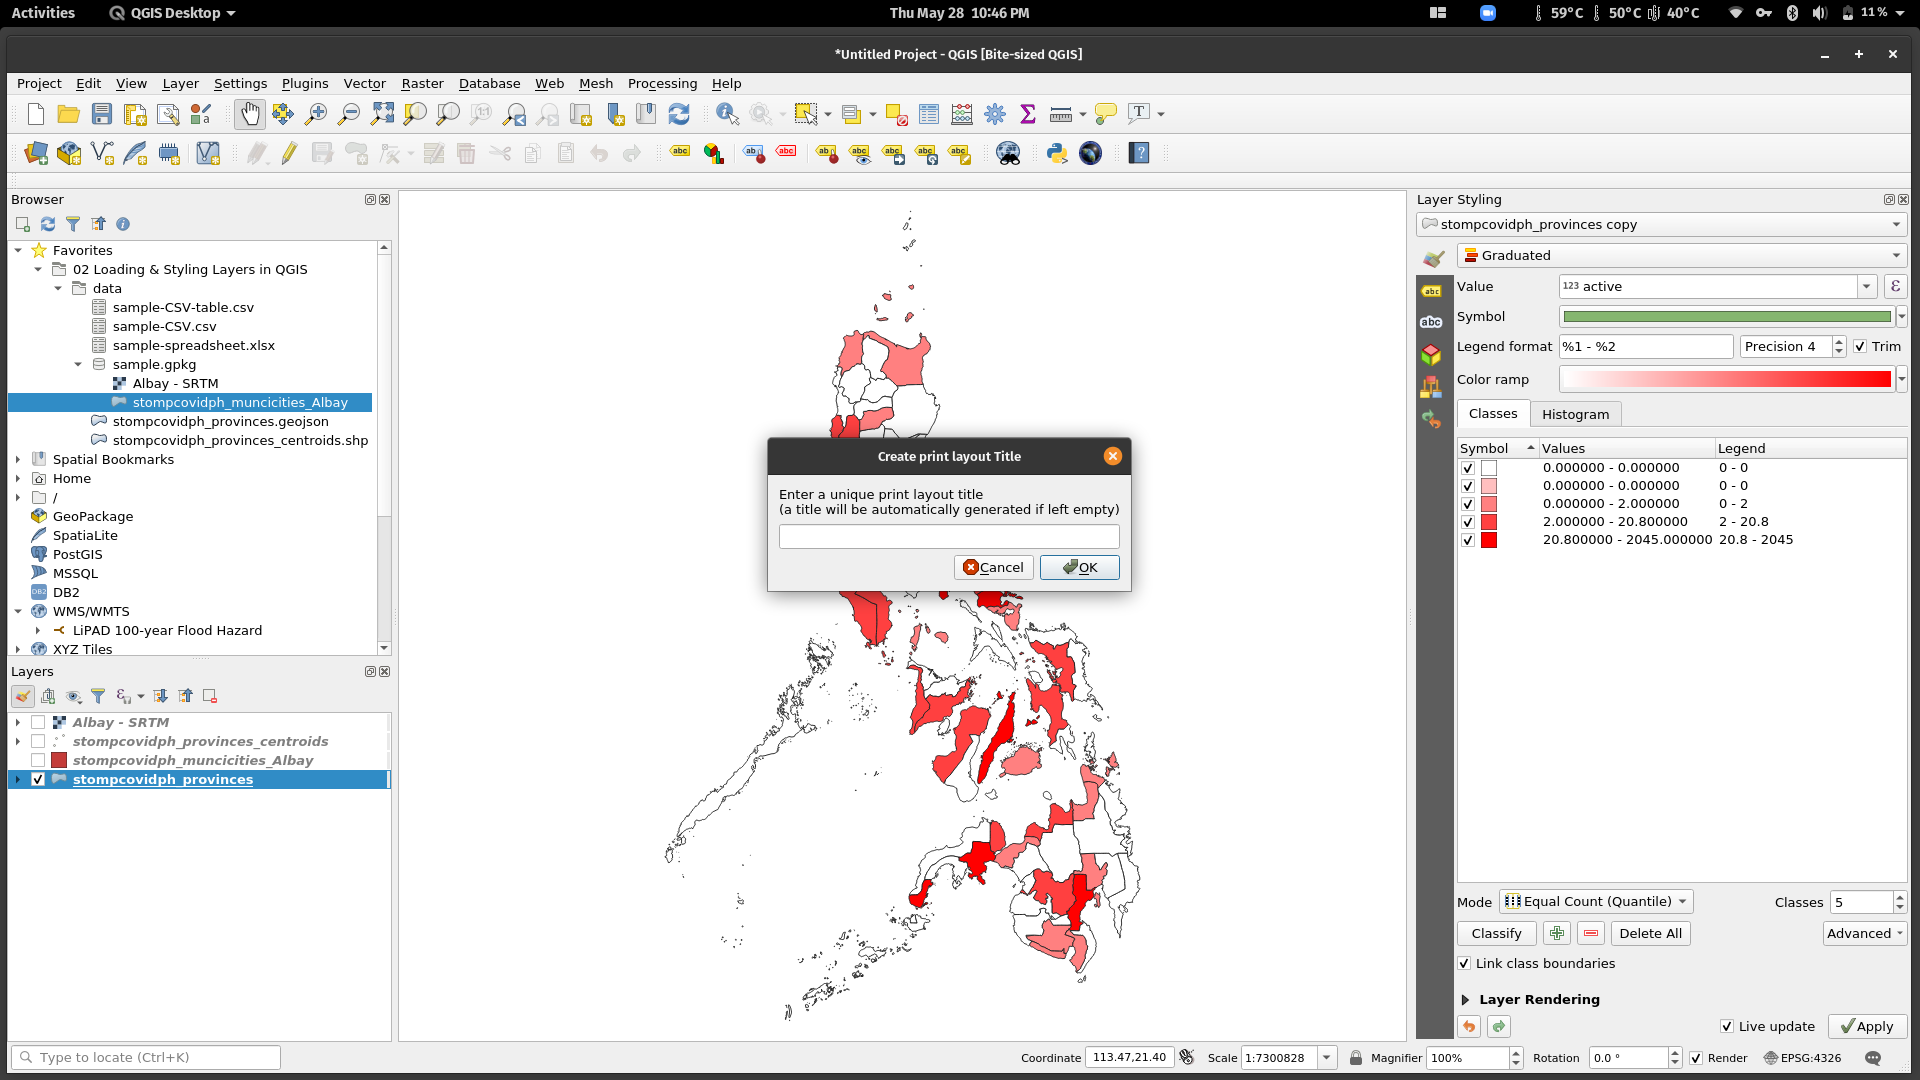 Activities
QGIS Desktop
Thu May 28 10:46 PM
59°C
50°C
40°C
11 %
*Untitled Project - QGIS [Bite-sized QGIS]
Project Edit View Layer Settings Plugins Vector Raster Database Web Mesh Processing Help
Browser
Favorites
02 Loading & Styling Layers in QGIS
data
sample-CSV-table.csv
sample-CSV.csv
sample-spreadsheet.xlsx
sample.gpkg
Albay - SRTM
stompcovidph_muncicities_Albay
stompcovidph_provinces.geojson
stompcovidph_provinces_centroids.shp
Spatial Bookmarks
Home
/
GeoPackage
SpatiaLite
PostGIS
MSSQL
DB2
WMS/WMTS
LiPAD 100-year Flood Hazard
XYZ Tiles
Layers
Albay - SRTM
stompcovidph_provinces_centroids
stompcovidph_muncicities_Albay
stompcovidph_provinces
Create print layout Title
Enter a unique print layout title
(a title will be automatically generated if left empty)
Cancel
OK
Layer Styling
stompcovidph_provinces copy
Graduated
Value
123 active
Symbol
Legend format
%1 - %2
Precision 4
Trim
Color ramp
Classes
Histogram
Symbol Values Legend
0.000000 - 0.000000 0 - 0
0.000000 - 0.000000 0 - 0
0.000000 - 2.000000 0 - 2
2.000000 - 20.800000 2 - 20.8
20.800000 - 2045.000000 20.8 - 2045
Mode
Equal Count (Quantile)
Classes
5
Classify
Delete All
Advanced
Link class boundaries
Layer Rendering
Live update
Apply
Type to locate (Ctrl+K)
Coordinate
113.47,21.40
Scale
1:7300828
Magnifier
100%
Rotation
0.0 °
Render
EPSG:4326